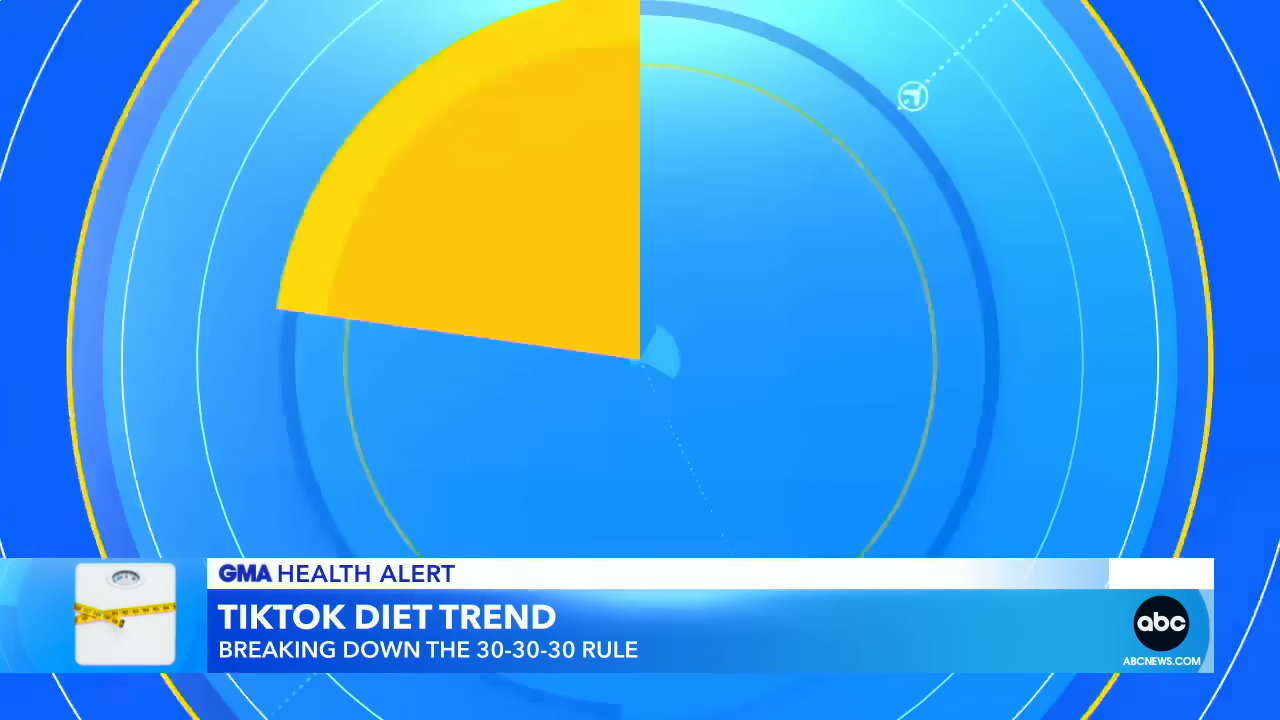 GMA HEALTH ALERT
TIKTOK DIET TREND
BREAKING DOWN THE 30-30-30 RULE
abc
ABCNEWS.COM